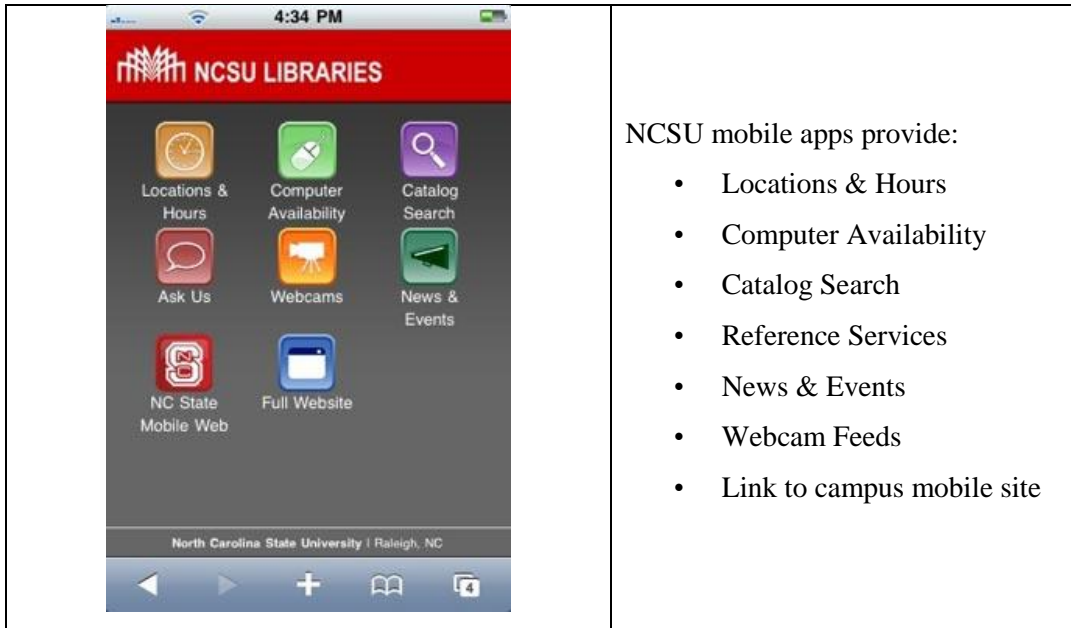 4:34 PM
NCSU LIBRARIES
Locations &
Hours
Computer
Availability
Catalog
Search
Ask Us
Webcams
News &
Events
NC State
Mobile Web
Full Website
North Carolina State University | Raleigh, NC
4
NCSU mobile apps provide:
• Locations & Hours
• Computer Availability
• Catalog Search
• Reference Services
• News & Events
• Webcam Feeds
• Link to campus mobile site